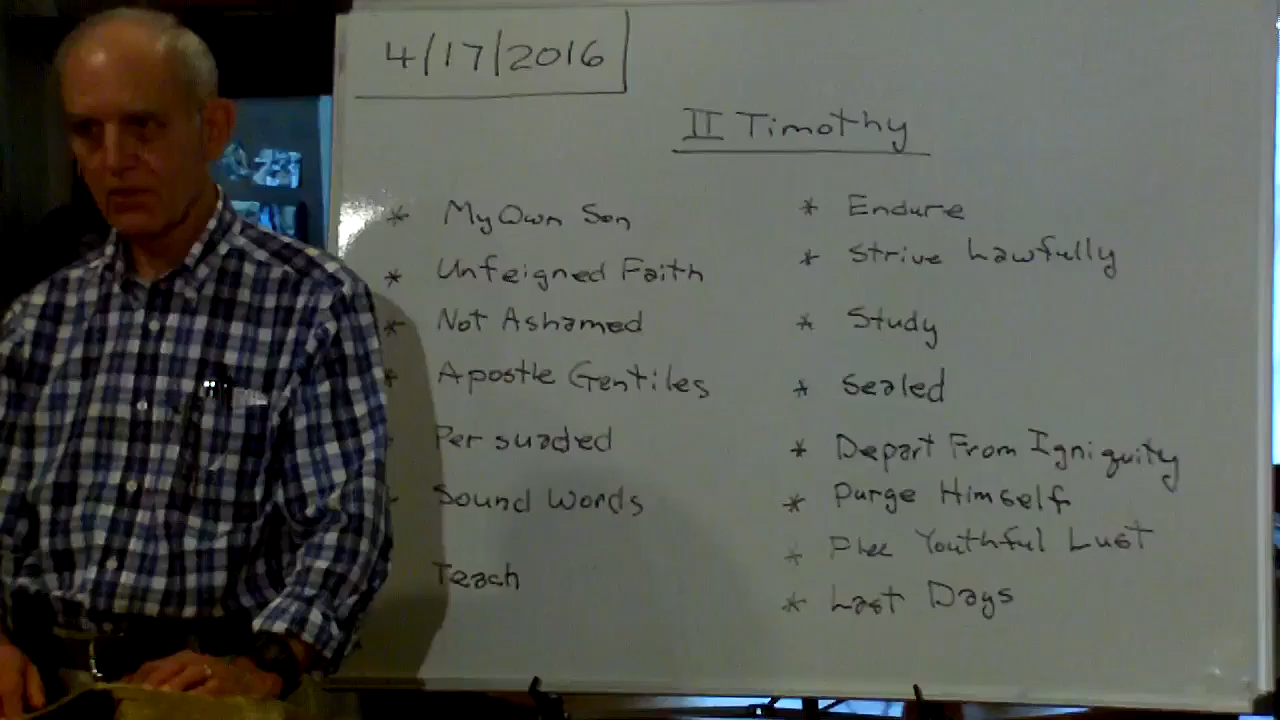 4/17/2016
II Timothy
* My Own Son
* Unfeigned Faith
* Not Ashamed
* Apostle Gentiles
Persuaded
Sound Words
Teach
* Endure
* Strive Lawfully
* Study
* Sealed
* Depart From Igniquity
* Purge Himself
* Phee Youthful Lust
* Last Days